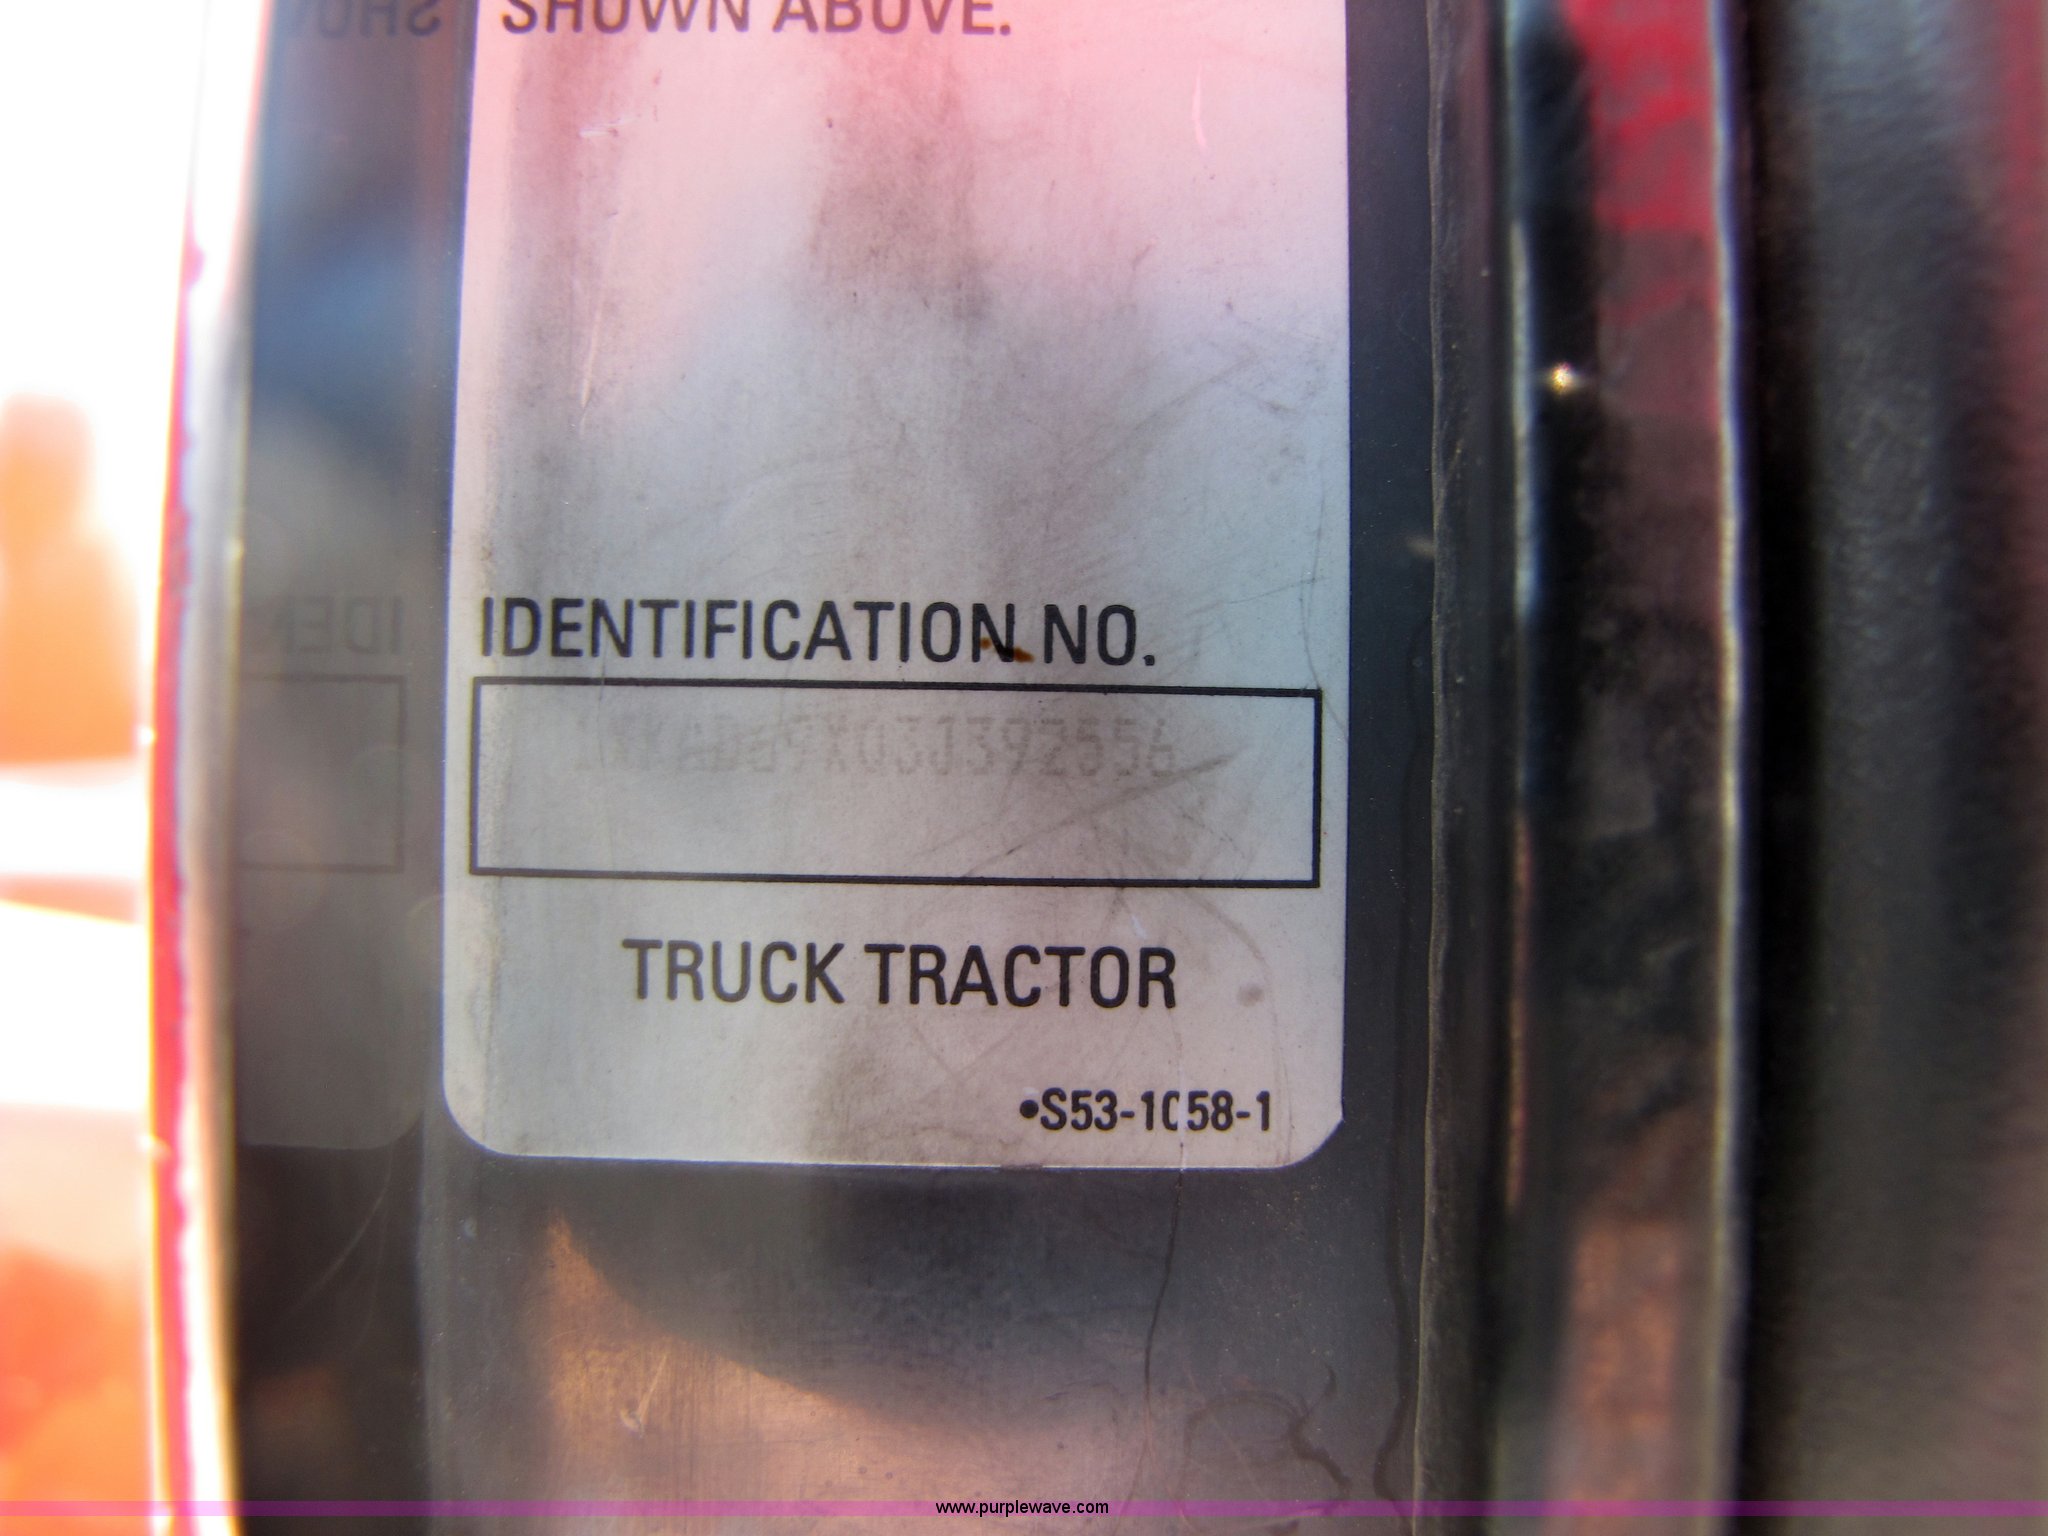 SHOWN ABOVE.
IDENTIFICATION NO.
TRUCK TRACTOR
•S53-1058-1
www.purplewave.com